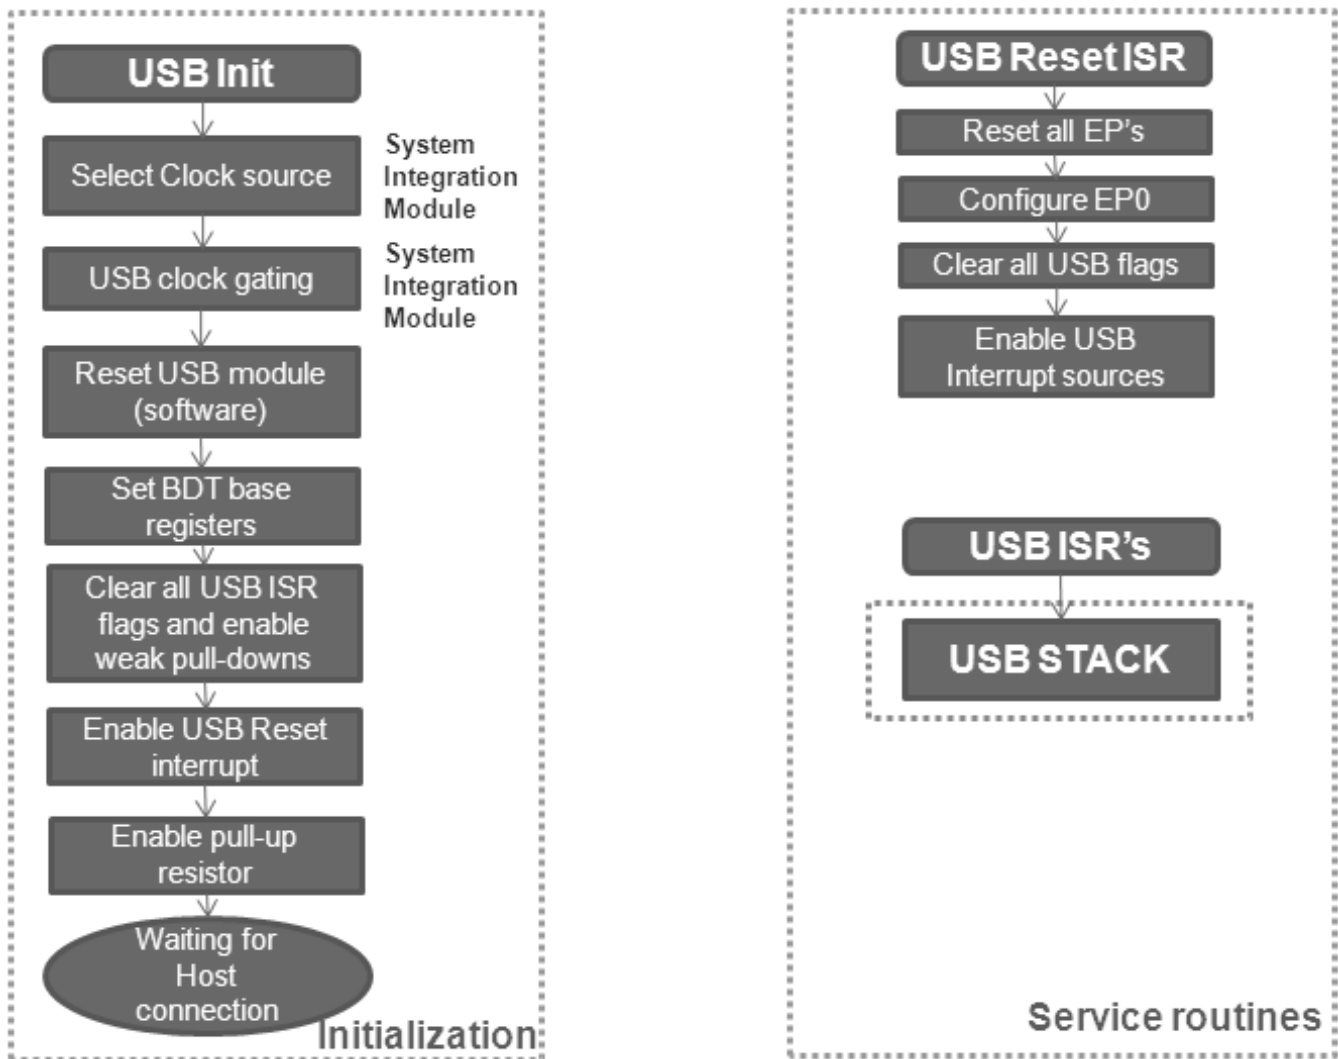 USB Init
Select Clock source
System
Integration
Module
USB clock gating
System
Integration
Module
Reset USB module
(software)
Set BDT base
registers
Clear all USB ISR
flags and enable
weak pull-downs
Enable USB Reset
interrupt
Enable pull-up
resistor
Waiting for
Host
connection
Initialization
USB Reset ISR
Reset all EP's
Configure EP0
Clear all USB flags
Enable USB
Interrupt sources
USB ISR's
USB STACK
Service routines